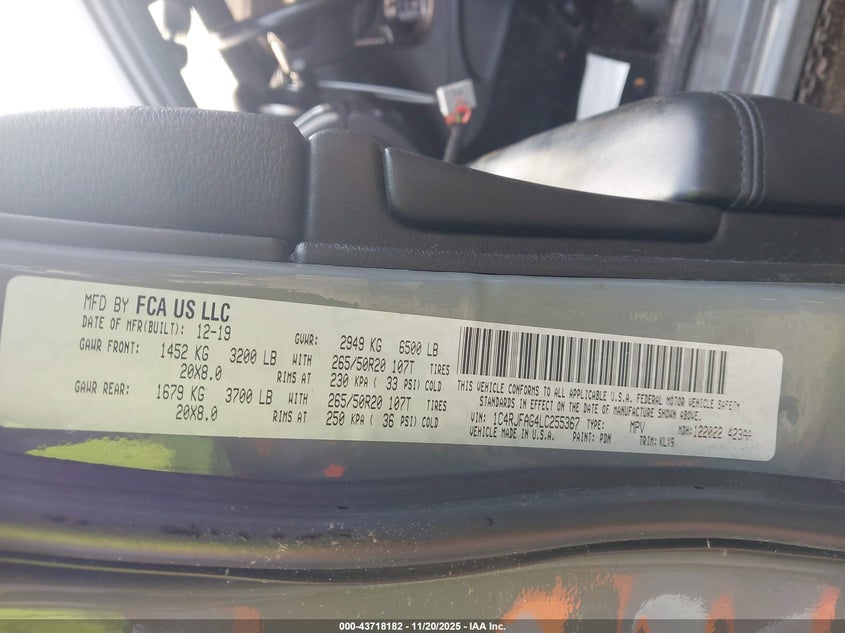 MFD BY FCA US LLC
DATE OF MFR(BUILT): 12-19 GVWR: 2949 KG 6500 LB
GAWR FRONT: 1452 KG 3200 LB WITH 265/50R20 107T TIRES
20X8.0 RIMS AT 230 KPA ( 33 PSI) COLD
GAWR REAR: 1679 KG 3700 LB WITH 265/50R20 107T TIRES
20X8.0 RIMS AT 250 KPA ( 36 PSI) COLD
THIS VEHICLE CONFORMS TO ALL APPLICABLE U.S.A. FEDERAL MOTOR VEHICLE SAFETY
STANDARDS IN EFFECT ON THE DATE OF MANUFACTURE SHOWN ABOVE.
VIN: 1C4RJFAG4LC255367 TYPE: MPV MDH:122022
VEHICLE MADE IN U.S.A. PAINT: PDN TRIM: KLX9
000-43718182 - 11/20/2025 - IAA Inc.